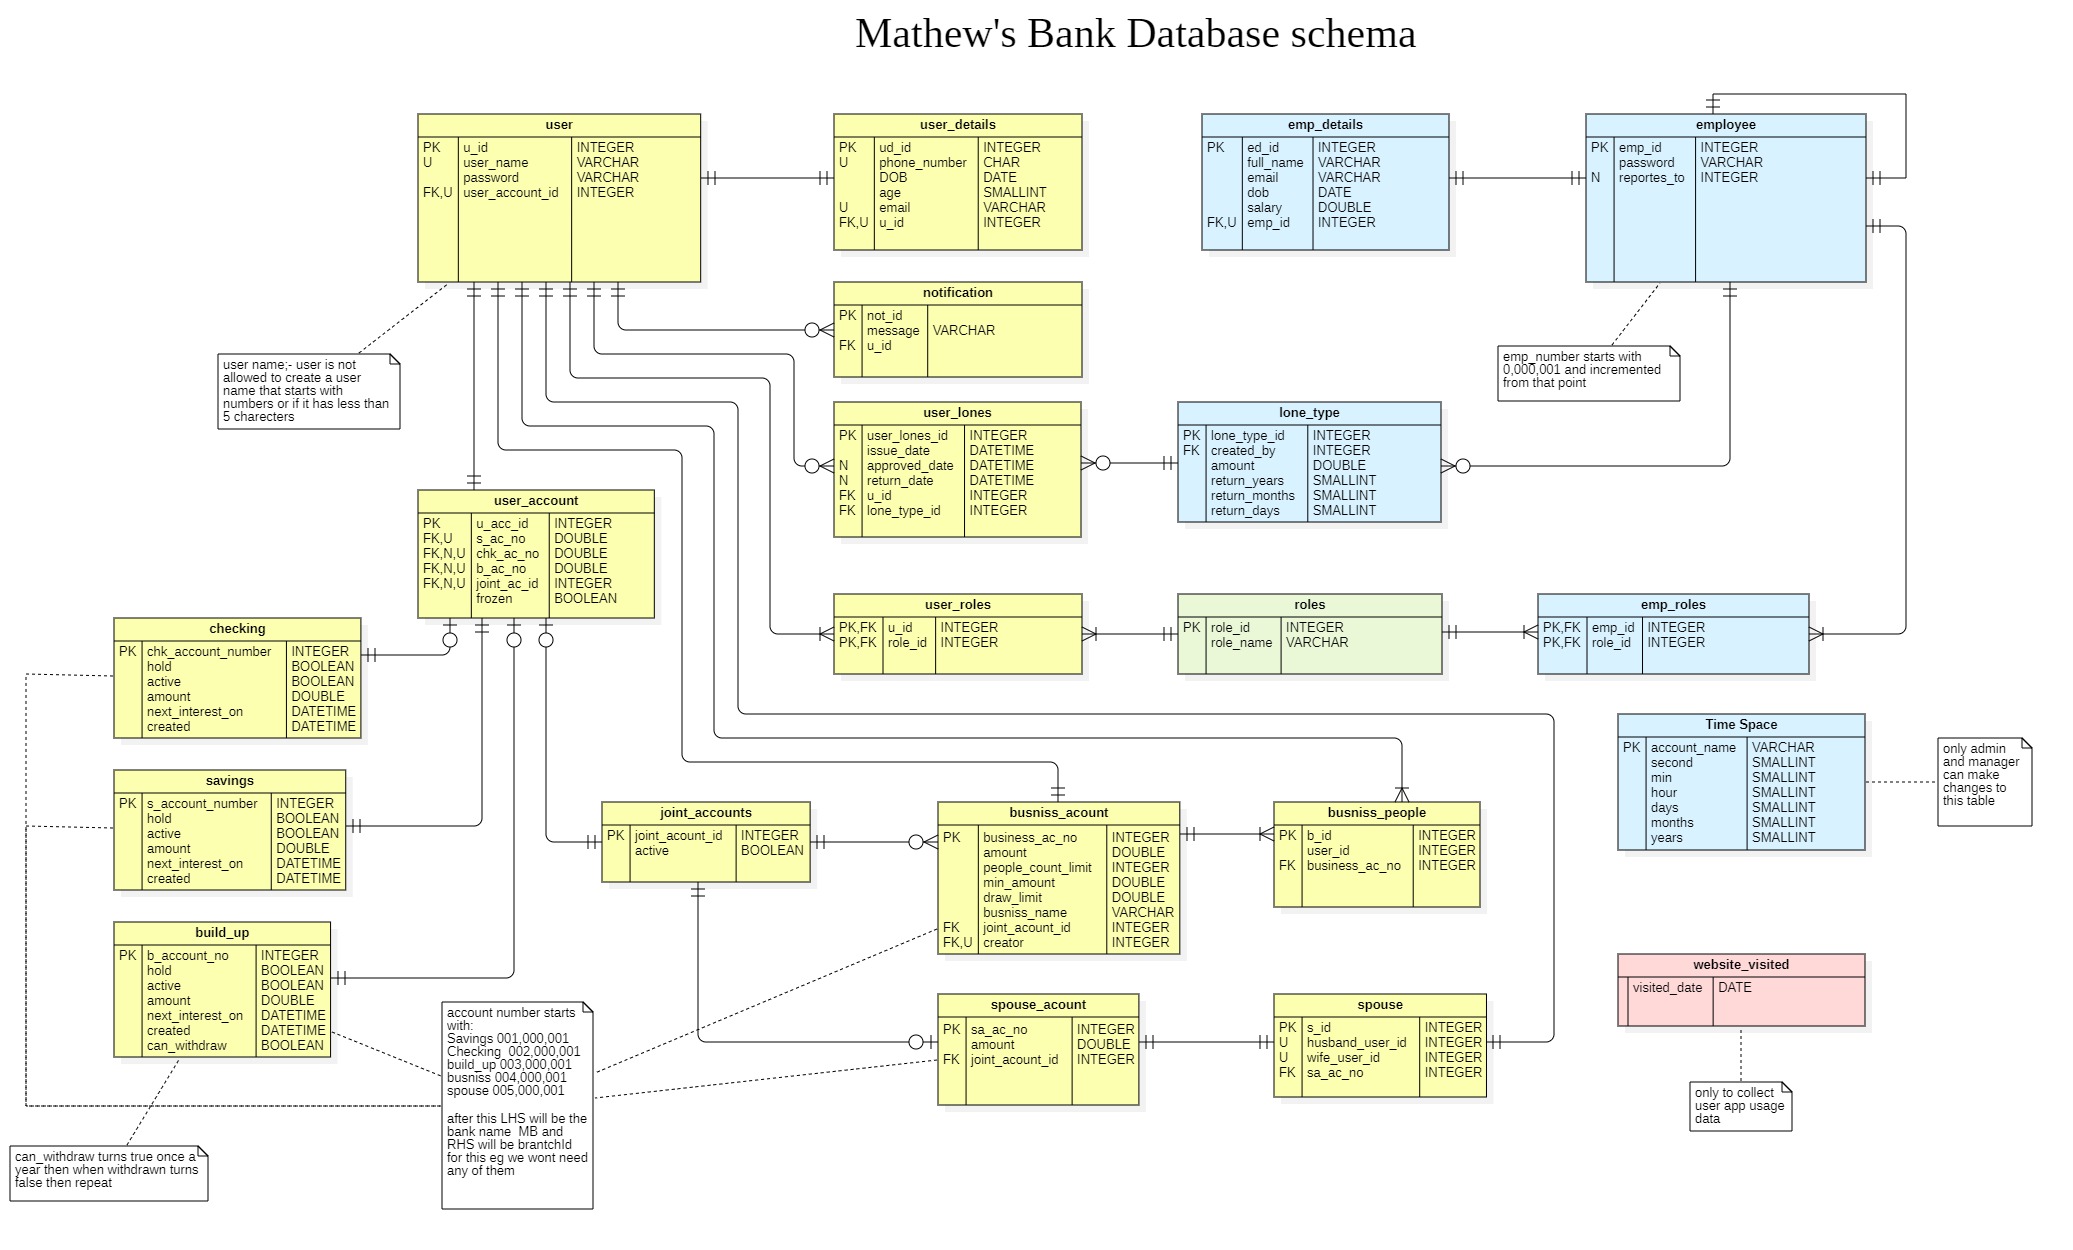 Mathew's Bank Database schema
user
PK u_id INTEGER
U user_name VARCHAR
password VARCHAR
FK,U user_account_id INTEGER
user_details
PK ud_id INTEGER
U phone_number CHAR
DOB DATE
age SMALLINT
U email VARCHAR
FK,U u_id INTEGER
emp_details
PK ed_id INTEGER
full_name VARCHAR
email VARCHAR
dob DATE
salary DOUBLE
FK,U emp_id INTEGER
employee
PK emp_id INTEGER
password VARCHAR
N reportes_to INTEGER
notification
PK not_id
message VARCHAR
FK u_id
user name;- user is not
allowed to create a user
name that starts with
numbers or if it has less than
5 charecters
emp_number starts with
0,000,001 and incremented
from that point
user_lones
PK user_lones_id INTEGER
issue_date DATETIME
N approved_date DATETIME
N return_date DATETIME
FK u_id INTEGER
FK lone_type_id INTEGER
lone_type
PK lone_type_id INTEGER
FK created_by INTEGER
amount DOUBLE
return_years SMALLINT
return_months SMALLINT
return_days SMALLINT
user_account
PK u_acc_id INTEGER
FK,U s_ac_no DOUBLE
FK,N,U chk_ac_no DOUBLE
FK,N,U b_ac_no DOUBLE
FK,N,U joint_ac_id INTEGER
frozen BOOLEAN
user_roles
PK,FK u_id INTEGER
PK,FK role_id INTEGER
roles
PK role_id INTEGER
role_name VARCHAR
emp_roles
PK,FK emp_id INTEGER
PK,FK role_id INTEGER
checking
PK chk_account_number INTEGER
hold BOOLEAN
active BOOLEAN
amount DOUBLE
next_interest_on DATETIME
created DATETIME
Time Space
PK account_name VARCHAR
second SMALLINT
min SMALLINT
hour SMALLINT
days SMALLINT
months SMALLINT
years SMALLINT
only admin
and manager
can make
changes to
this table
savings
PK s_account_number INTEGER
hold BOOLEAN
active BOOLEAN
amount DOUBLE
next_interest_on DATETIME
created DATETIME
joint_accounts
PK joint_acount_id INTEGER
active BOOLEAN
busniss_acount
PK business_ac_no INTEGER
amount DOUBLE
people_count_limit INTEGER
min_amount DOUBLE
draw_limit DOUBLE
busniss_name VARCHAR
FK joint_acount_id INTEGER
FK,U creator INTEGER
busniss_people
PK b_id INTEGER
user_id INTEGER
FK business_ac_no INTEGER
build_up
PK b_account_no INTEGER
hold BOOLEAN
active BOOLEAN
amount DOUBLE
next_interest_on DATETIME
created DATETIME
can_withdraw BOOLEAN
website_visited
visited_date DATE
account number starts
with:
Savings 001,000,001
Checking 002,000,001
build_up 003,000,001
busniss 004,000,001
spouse 005,000,001
after this LHS will be the
bank name MB and
RHS will be brantchId
for this eg we wont need
any of them
spouse_acount
PK sa_ac_no INTEGER
amount DOUBLE
FK joint_acount_id INTEGER
spouse
PK s_id INTEGER
U husband_user_id INTEGER
U wife_user_id INTEGER
FK sa_ac_no INTEGER
only to collect
user app usage
data
can_withdraw turns true once a
year then when withdrawn turns
false then repeat